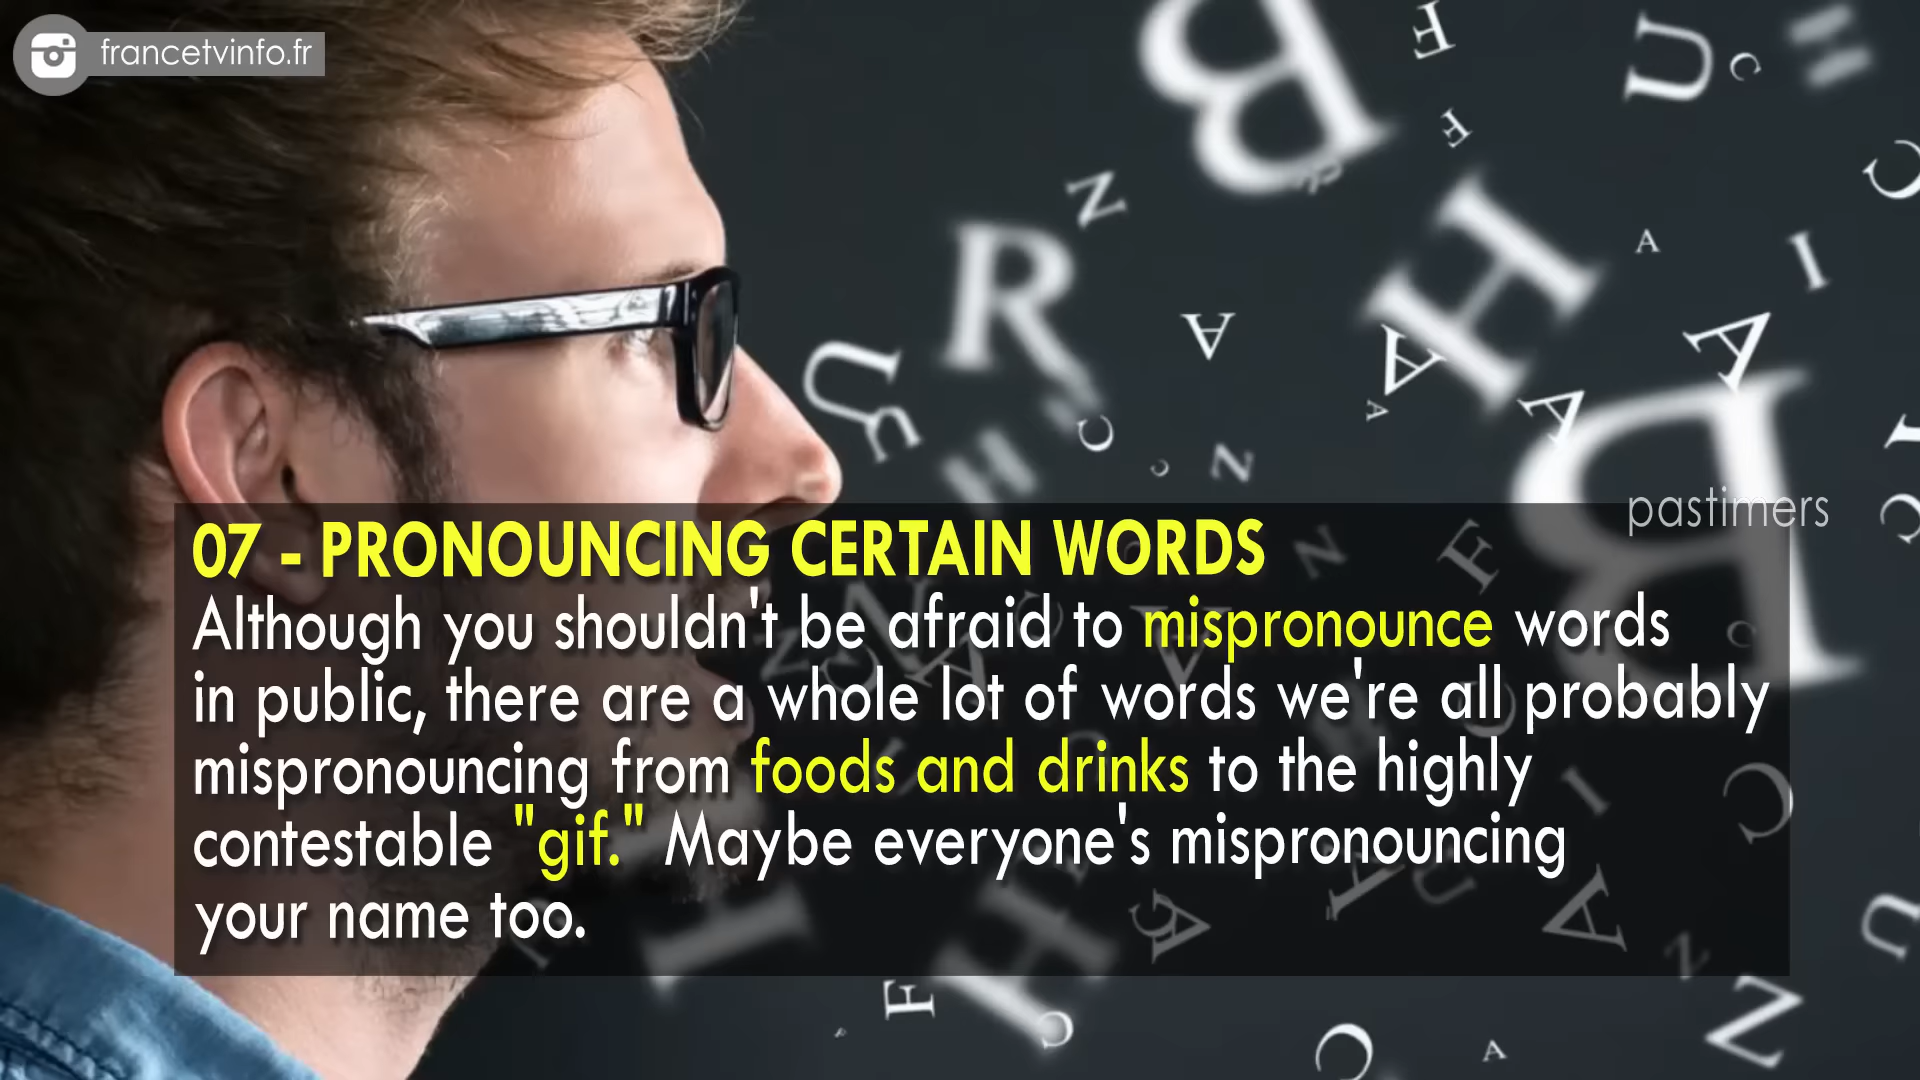 francetvinfo.fr
pastimers
07 - PRONOUNCING CERTAIN WORDS
Although you shouldn't be afraid to mispronounce words
in public, there are a whole lot of words we're all probably
mispronouncing from foods and drinks to the highly
contestable "gif." Maybe everyone's mispronouncing
your name too.